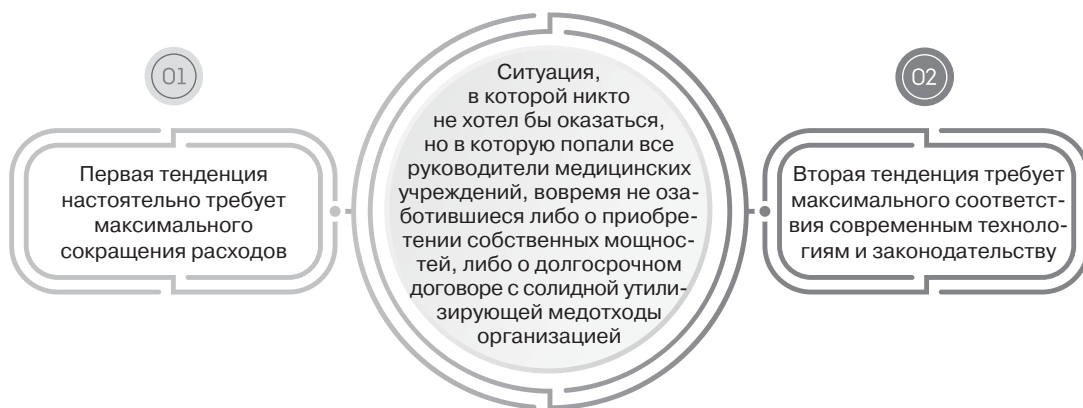 01
Первая тенденция
настоятельно требует
максимального
сокращения расходов
Ситуация,
в которой никто
не хотел бы оказаться,
но в которую попали все
руководители медицинских
учреждений, вовремя не оза-
ботившиеся либо о приобре-
тении собственных мощнос-
тей, либо о долгосрочном
договоре с солидной утили-
зирующей медотходы
организацией
02
Вторая тенденция требует
максимального соответст-
вия современным техноло-
гиям и законодательству